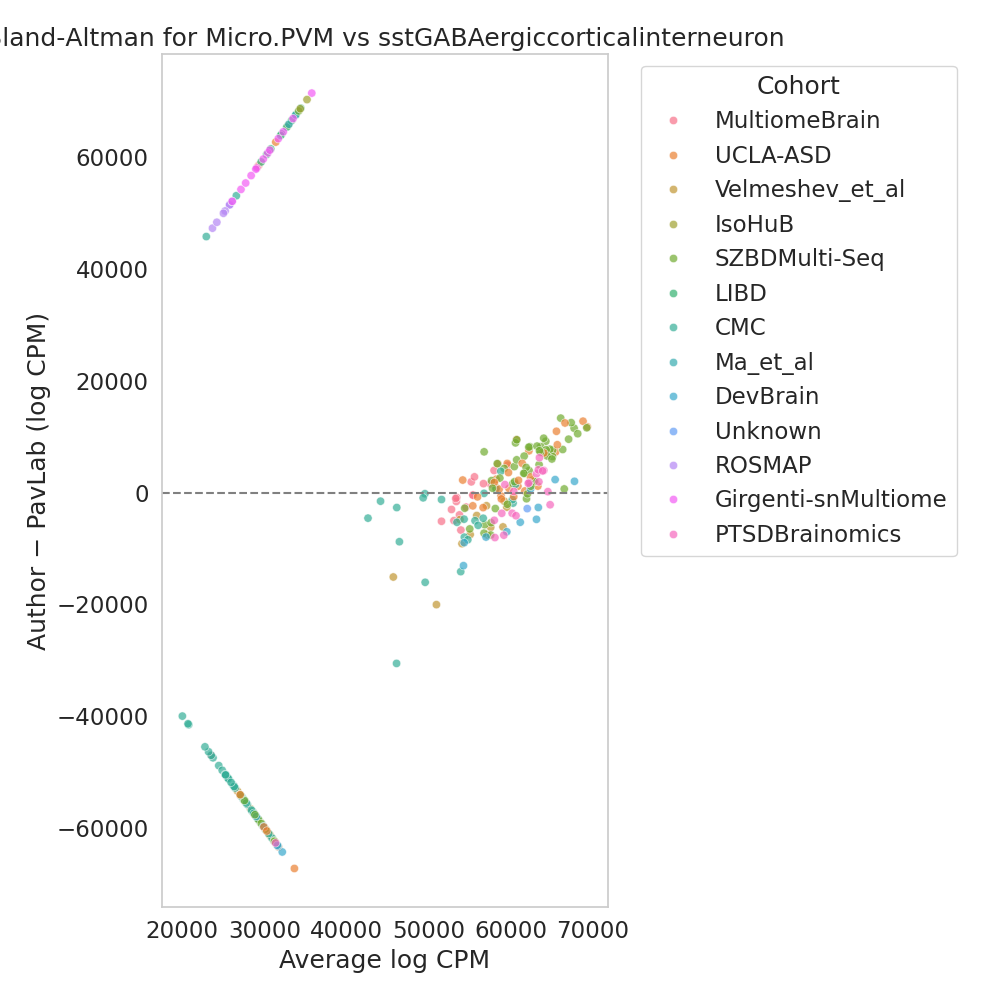 land-Altman for Micro.PVM vs sstGABAergiccorticalinterneuron
Author − PavLab (log CPM)
60000
40000
20000
0
−20000
−40000
−60000
20000 30000 40000 50000 60000 70000
Average log CPM
Cohort
MultiomeBrain
UCLA-ASD
Velmeshev_et_al
IsoHuB
SZBDMulti-Seq
LIBD
CMC
Ma_et_al
DevBrain
Unknown
ROSMAP
Girgenti-snMultiome
PTSDBrainomics